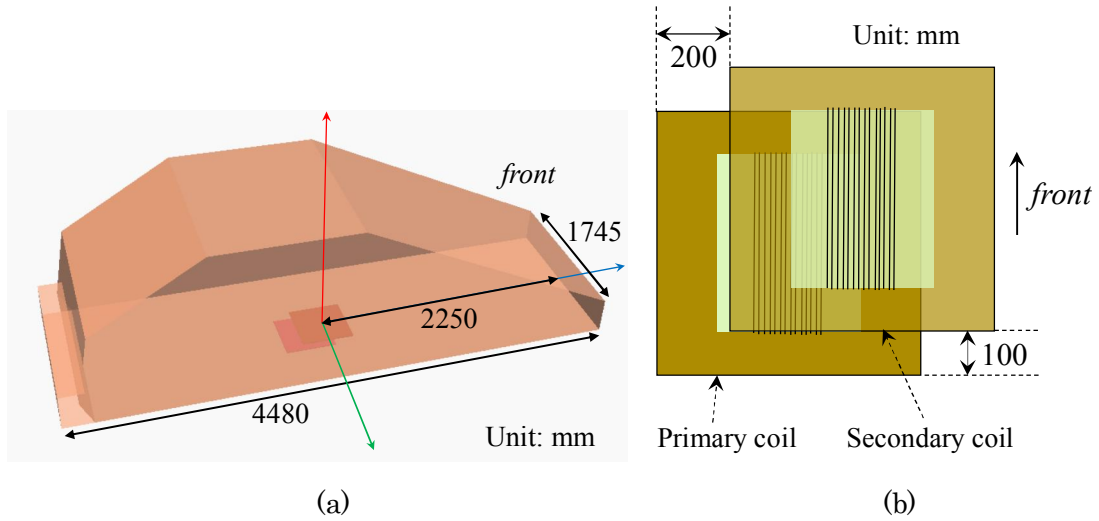 front
1745
2250
4480
Unit: mm
(a)
Unit: mm
200
front
100
Primary coil
Secondary coil
(b)